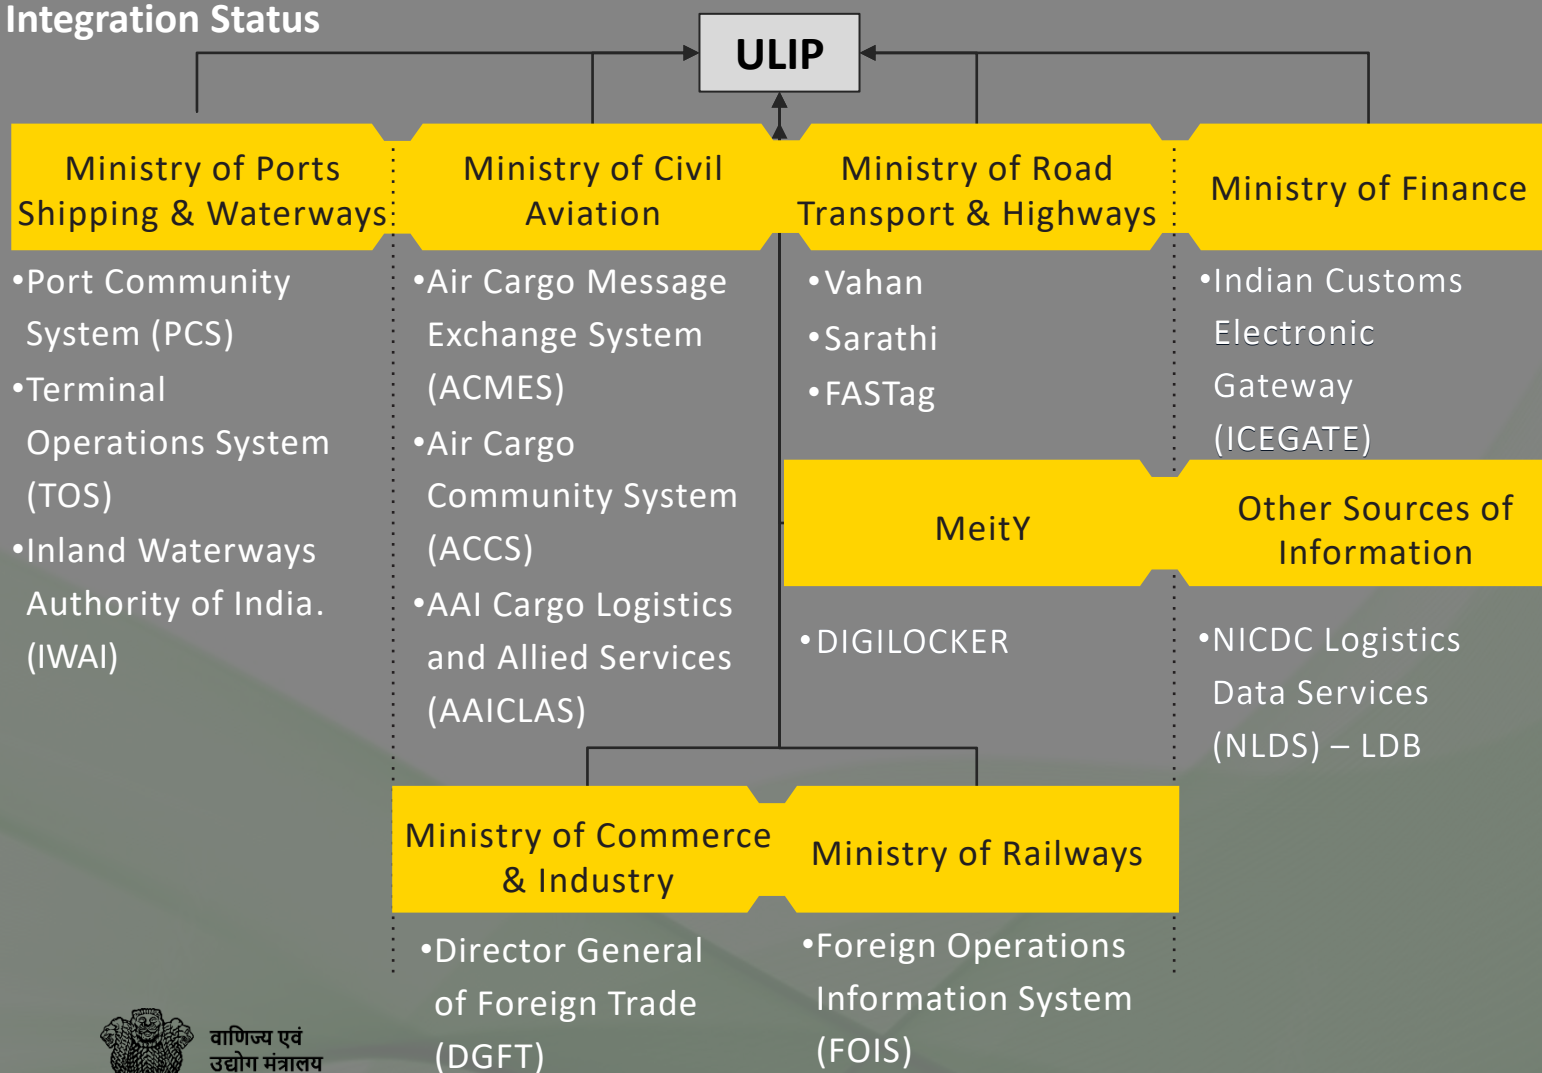 Integration Status
ULIP
Ministry of Ports
Shipping & Waterways
•Port Community
System (PCS)
•Terminal
Operations System
(TOS)
•Inland Waterways
Authority of India.
(IWAI)
Ministry of Civil
Aviation
•Air Cargo Message
Exchange System
(ACMES)
•Air Cargo
Community System
(ACCS)
•AAI Cargo Logistics
and Allied Services
(AAICLAS)
Ministry of Road
Transport & Highways
•Vahan
•Sarathi
•FASTag
Ministry of Finance
•Indian Customs
Electronic
Gateway
(ICEGATE)
MeitY
•DIGILOCKER
Other Sources of
Information
•NICDC Logistics
Data Services
(NLDS) – LDB
Ministry of Commerce
& Industry
•Director General
of Foreign Trade
(DGFT)
Ministry of Railways
•Foreign Operations
Information System
(FOIS)
वाणिज्य एवं
उद्योग मंत्रालय